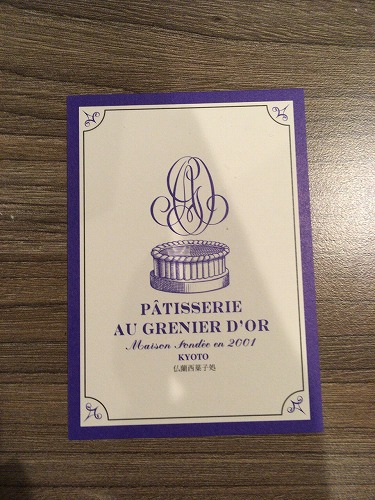 PÂTISSERIE
AU GRENIER D'OR
Maison fondée en 2001
KYOTO
仏蘭西菓子処